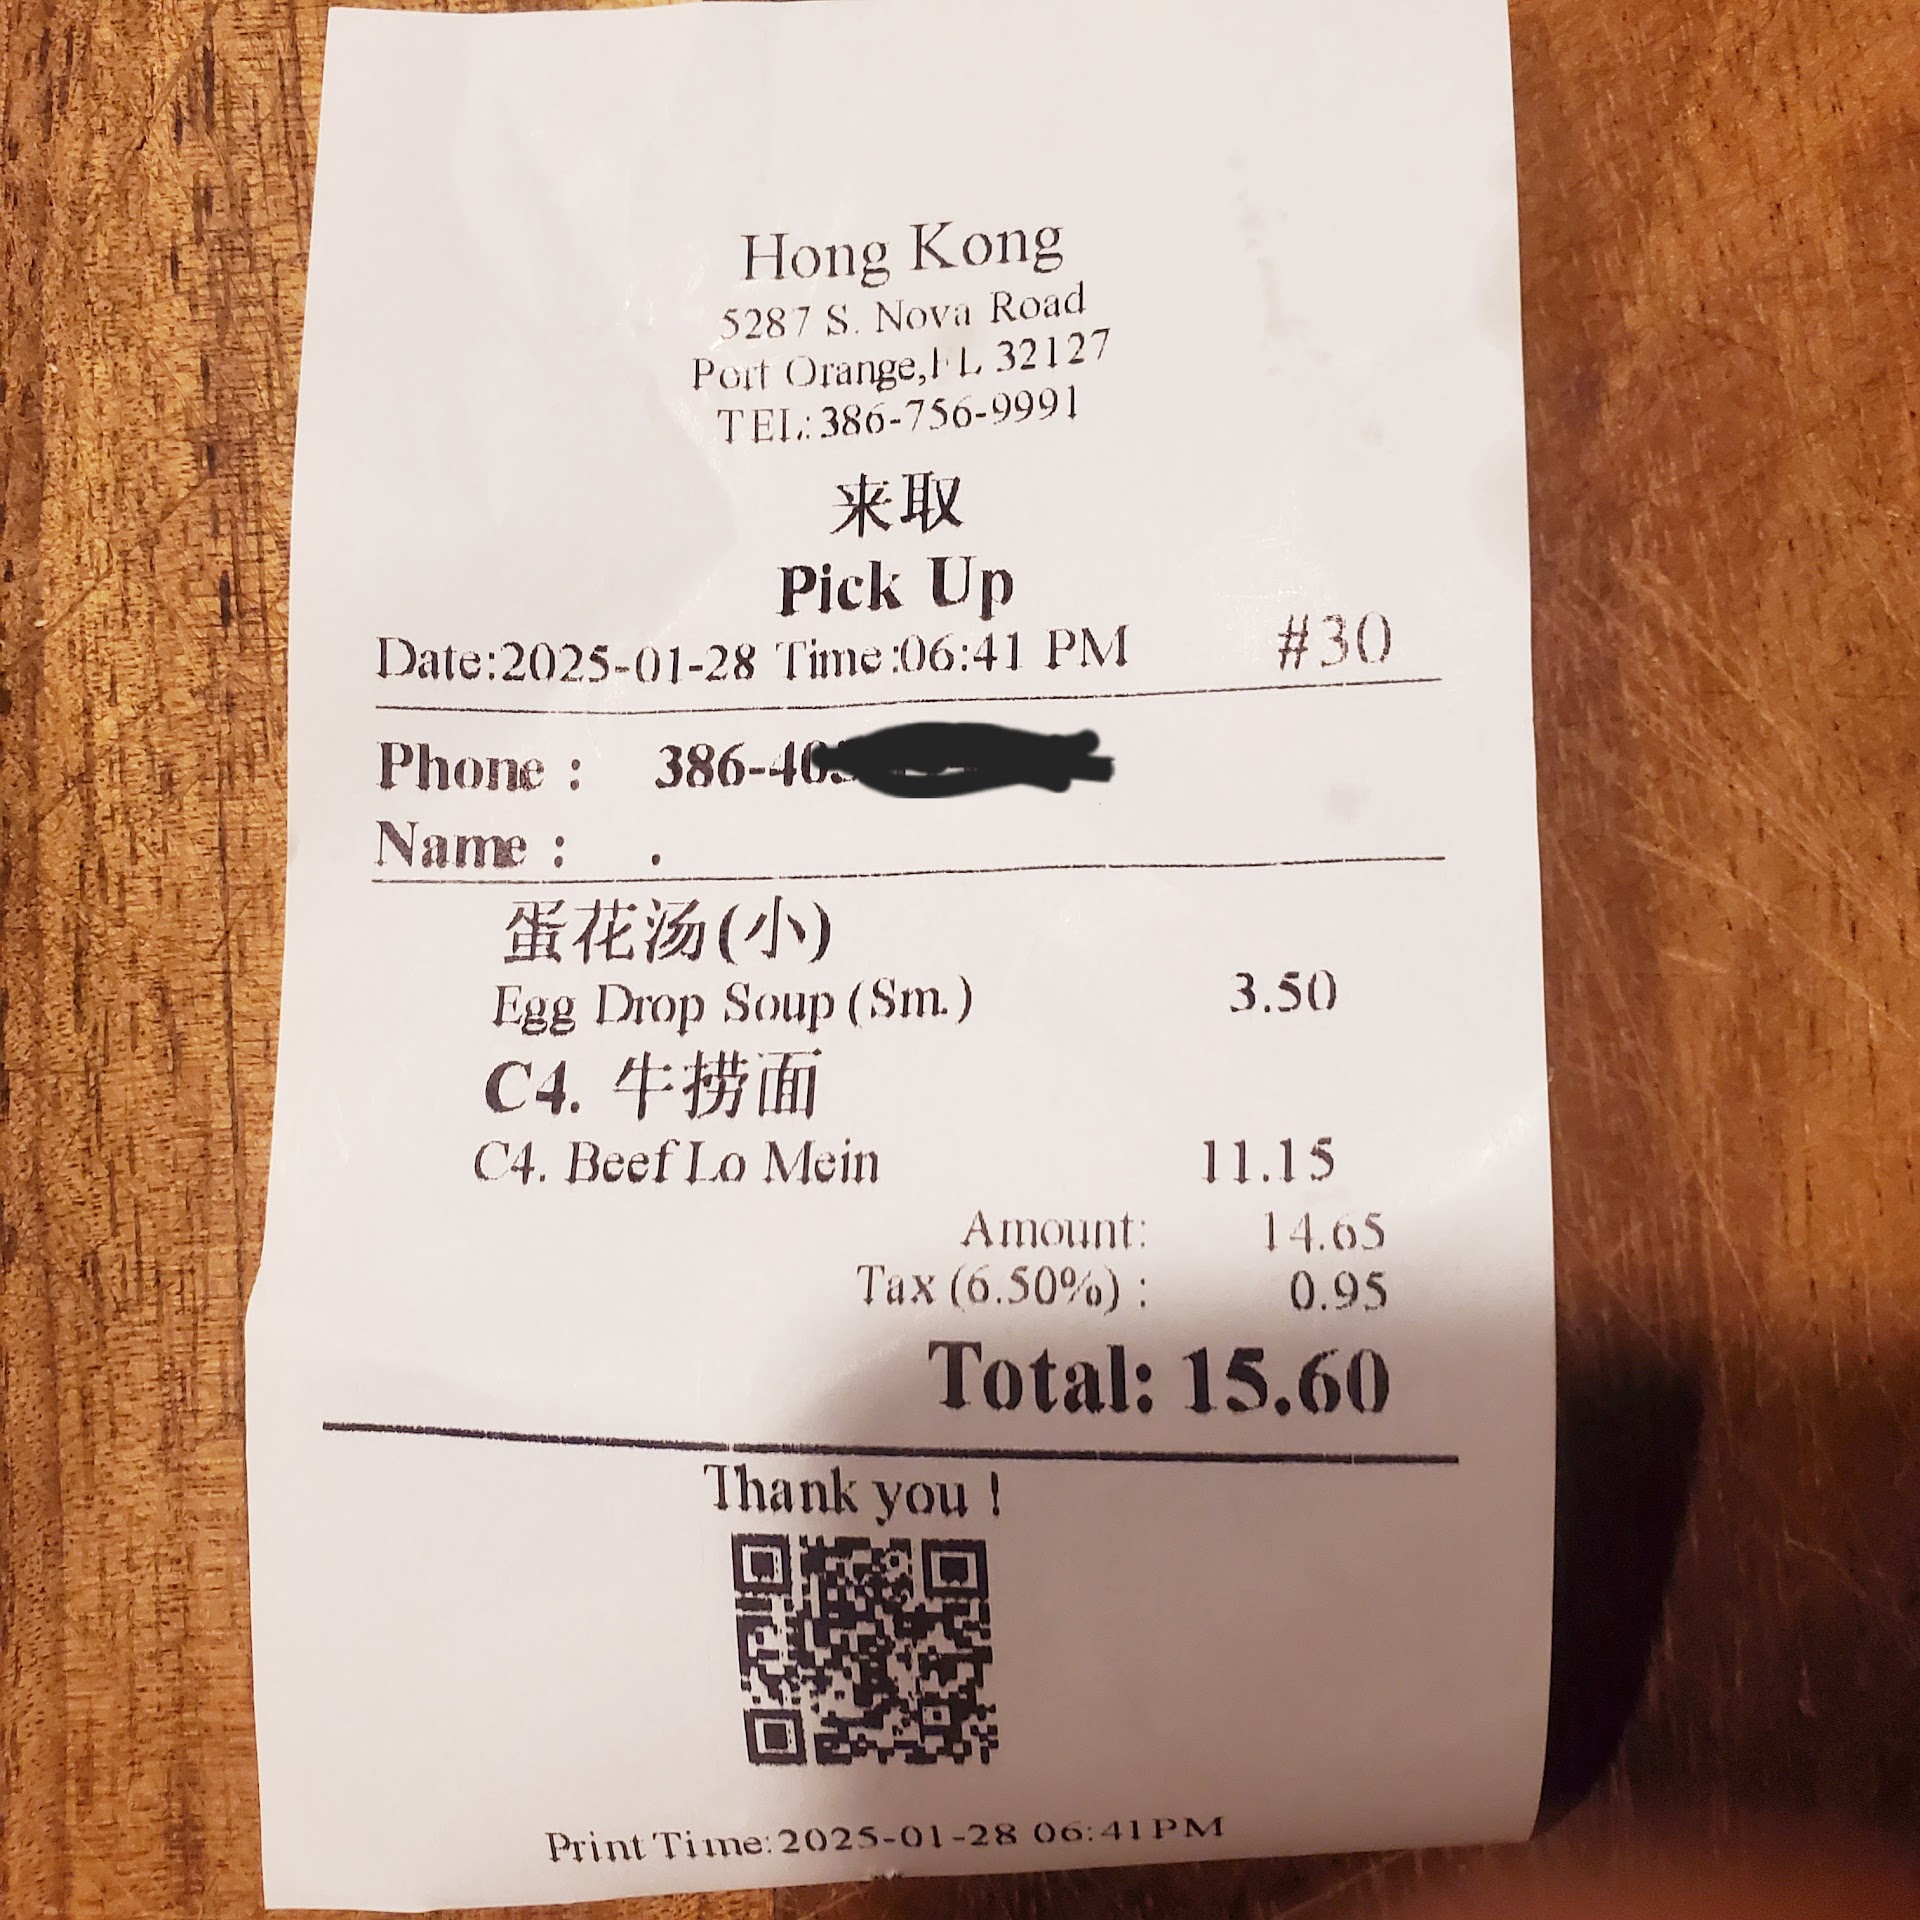 Hong Kong
5287 S. Nova Road
Port Orange,FL 32127
TEL:386-756-9991
来取
Pick Up
Date:2025-01-28 Time:06:41 PM #30
Phone : 386-40
Name : .
蛋花汤(小)
Egg Drop Soup (Sm.) 3.50
C4. 牛捞面
C4. Beef Lo Mein 11.15
Amount: 14.65
Tax (6.50%) : 0.95
Total: 15.60
Thank you !
Print Time:2025-01-28 06:41PM